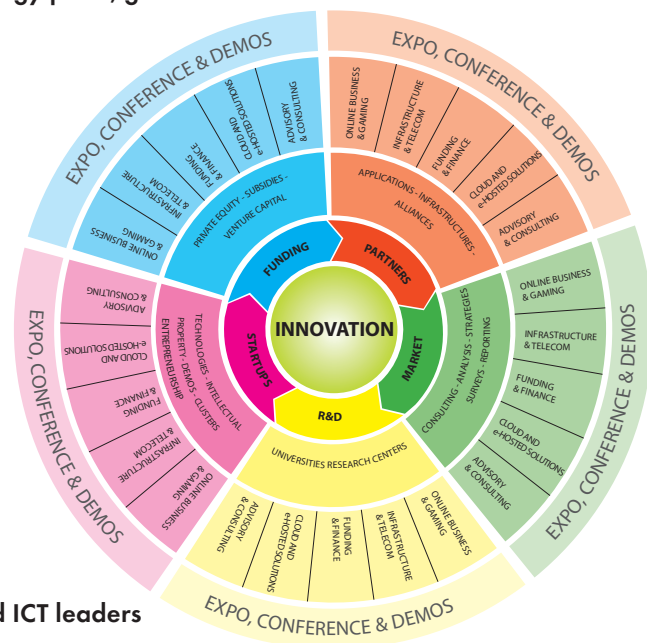 EXPO, CONFERENCE & DEMOS
ADVISORY
& CONSULTING
CLOUD AND
e-HOSTED SOLUTIONS
FUNDING
& FINANCE
INFRASTRUCTURE
& TELECOM
ONLINE BUSINESS
& GAMING
PRIVATE EQUITY - SUBSIDIES -
VENTURE CAPITAL
FUNDING
EXPO, CONFERENCE & DEMOS
ONLINE BUSINESS
& GAMING
INFRASTRUCTURE
& TELECOM
FUNDING
& FINANCE
CLOUD AND
e-HOSTED SOLUTIONS
ADVISORY
& CONSULTING
APPLICATIONS - INFRASTRUCTURES -
ALLIANCES
PARTNERS
INNOVATION
EXPO, CONFERENCE & DEMOS
ONLINE BUSINESS
& GAMING
INFRASTRUCTURE
& TELECOM
FUNDING
& FINANCE
CLOUD AND
e-HOSTED SOLUTIONS
ADVISORY
& CONSULTING
CONSULTING - ANALYSIS - STRATEGIES
SURVEYS - REPORTING
MARKET
R&D
UNIVERSITIES RESEARCH CENTERS
ADVISORY
& CONSULTING
CLOUD AND
e-HOSTED SOLUTIONS
FUNDING
& FINANCE
INFRASTRUCTURE
& TELECOM
ONLINE BUSINESS
& GAMING
EXPO, CONFERENCE & DEMOS
STARTUPS
TECHNOLOGIES - INTELLECTUAL
PROPERTY - DEMOS - CLUSTERS
ENTREPRENEURSHIP
ADVISORY
& CONSULTING
CLOUD AND
e-HOSTED SOLUTIONS
FUNDING
& FINANCE
INFRASTRUCTURE
& TELECOM
ONLINE BUSINESS
& GAMING
EXPO, CONFERENCE & DEMOS
ICT leaders